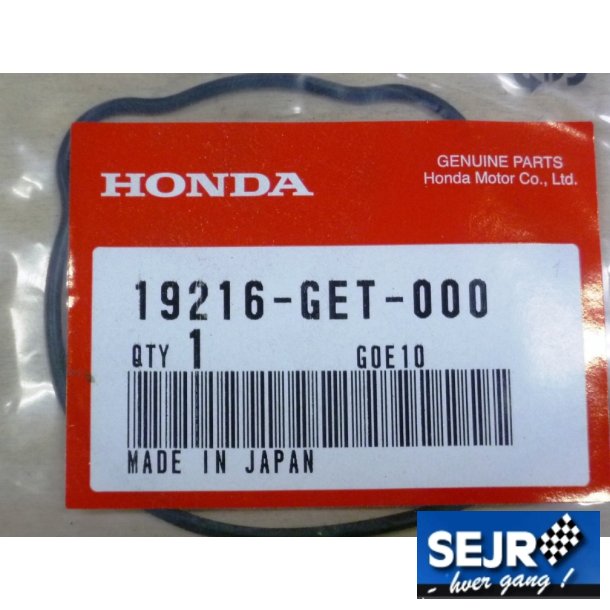 GENUINE PARTS
HONDA
Honda Motor Co., Ltd.
19216-GET-000
QTY 1 G0E10
MADE IN JAPAN
SEJR
- hver gang !